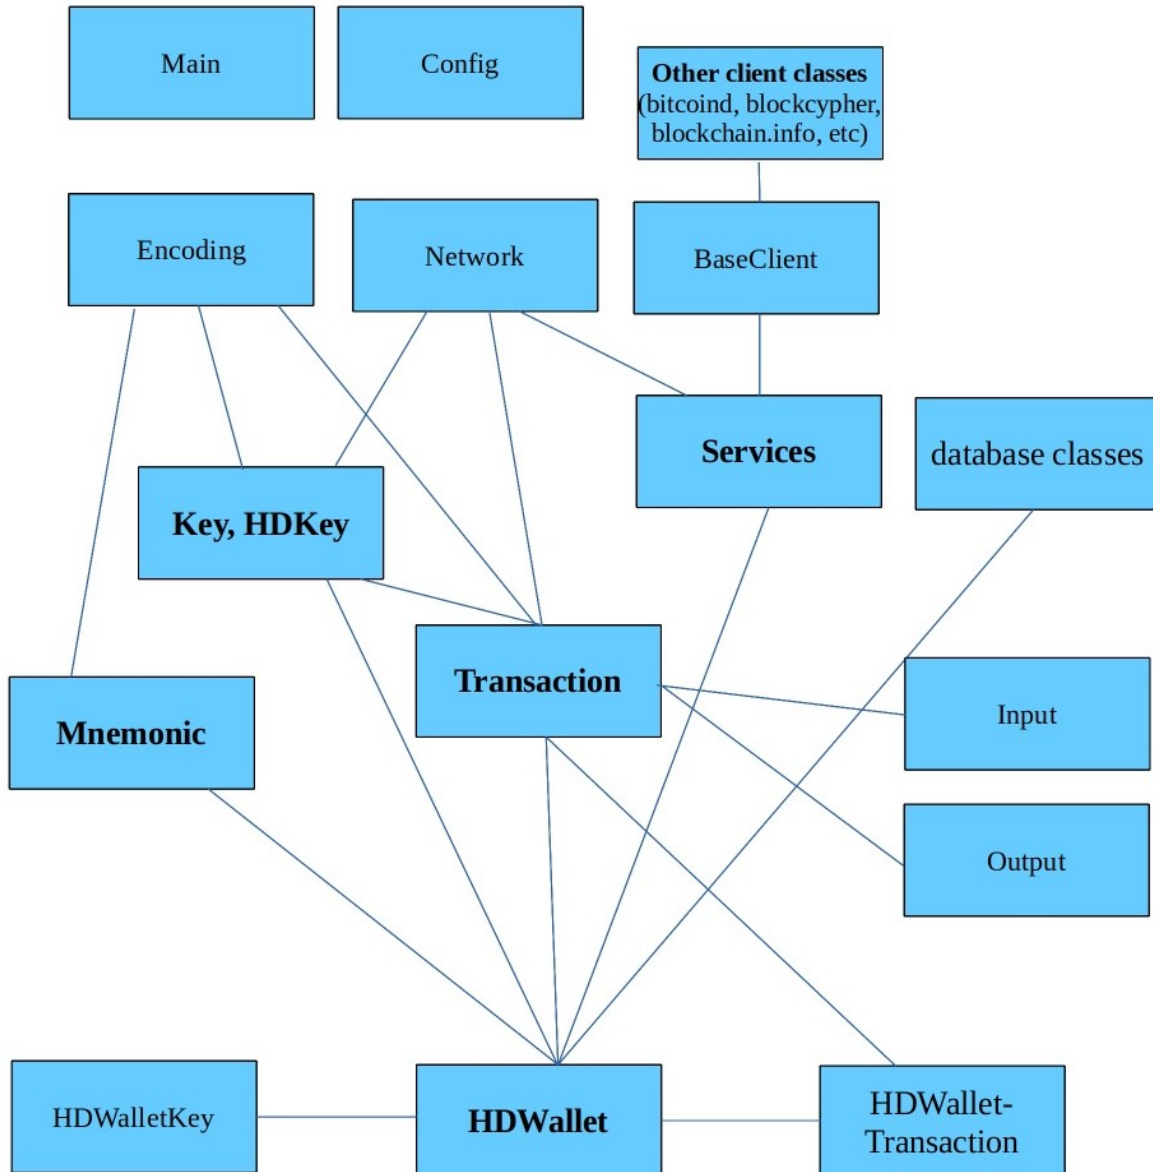 Main
Config
Other client classes
(bitcoind, blockcypher,
blockchain.info, etc)
Encoding
Network
BaseClient
Services
database classes
Key, HDKey
Transaction
Input
Mnemonic
Output
HDWalletKey
HDWallet
HDWallet-
Transaction